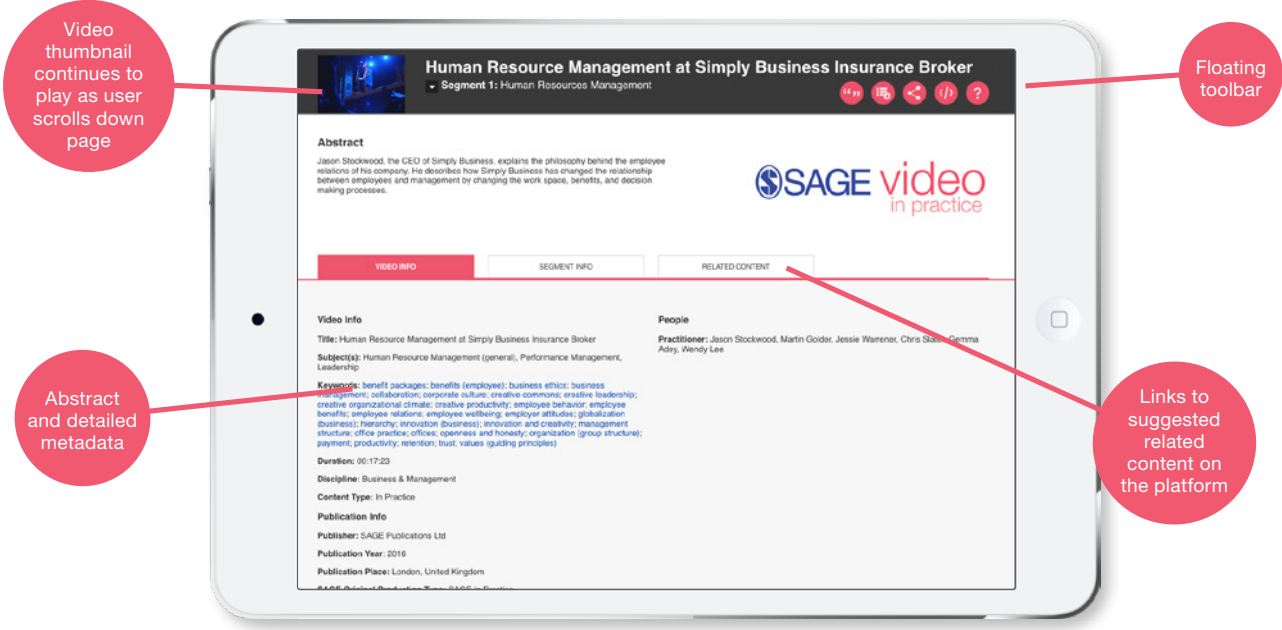 Video
thumbnail
continues to
play as user
scrolls down
page
Floating
toolbar
Human Resource Management at Simply Business Insurance Broker
Segment 1: Human Resources Management
Abstract
Jason Stockwood, the CEO of Simply Business, explains the philosophy behind the employee
relations of his company. He describes how Simply Business has changed the relationship
between employees and management by changing the work space, benefits, and decision
making processes.
SAGE video
in practice
VIDEO INFO
SEGMENT INFO
RELATED CONTENT
Video Info
Title: Human Resource Management at Simply Business Insurance Broker
Subject(s): Human Resource Management (general), Performance Management,
Leadership
Keywords: benefit packages; benefits (employee); business ethics; business
management; collaboration; corporate culture; creative commons; creative leadership;
creative organizational climate; creative productivity; employee behavior; employee
benefits; employee relations; employee wellbeing; employer attitudes; globalization
(business); hierarchy; innovation (business); innovation and creativity; management
structure; office practice; offices; openness and honesty; organization (group structure);
payment; productivity; retention; trust; values (guiding principles)
Duration: 00:17:23
Discipline: Business & Management
Content Type: In Practice
Publication Info
Publisher: SAGE Publications Ltd
Publication Year: 2016
Publication Place: London, United Kingdom
SAGE Original Production Type: SAGE in Practice
People
Practitioner: Jason Stockwood, Martin Golder, Jessie Warrener, Chris Slater, Gemma
Adey, Wendy Lee
Abstract
and detailed
metadata
Links to
suggested
related
content on
the platform